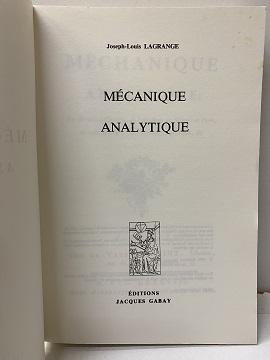 Joseph-Louis LAGRANGE
MÉCANIQUE
ANALYTIQUE
ÉDITIONS
JACQUES GABAY